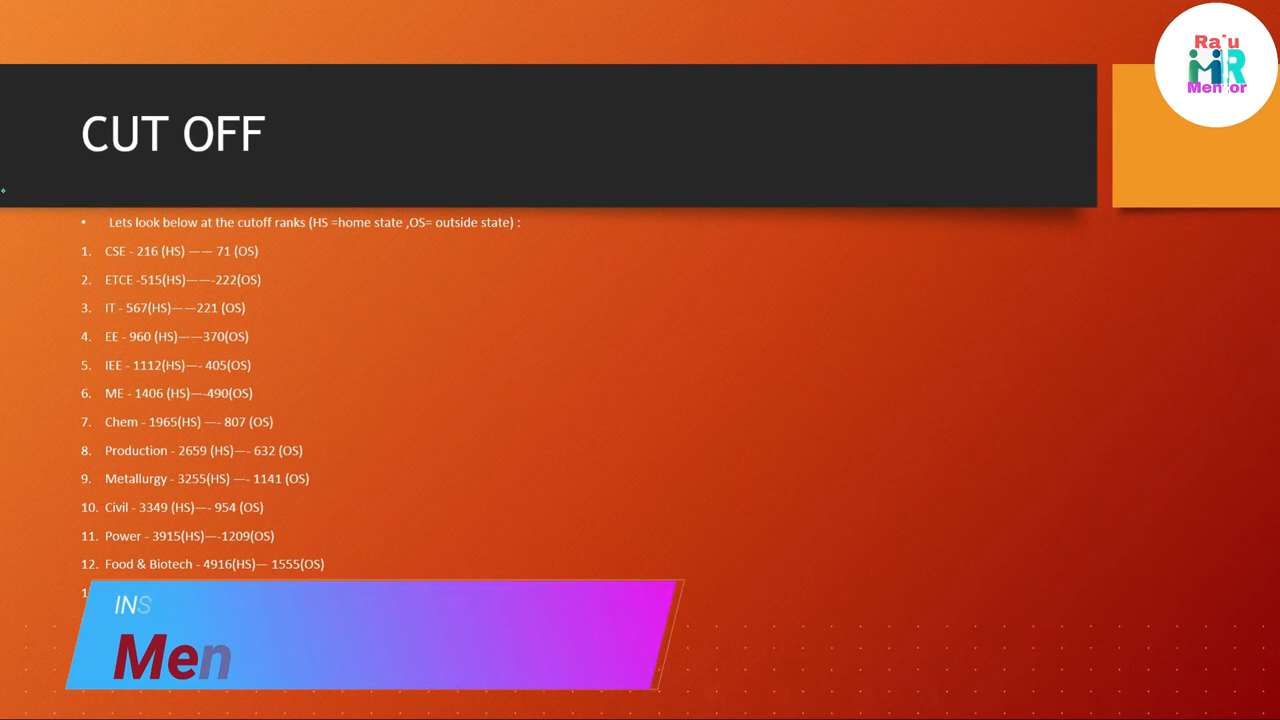 Ra u
MR
Men or
CUT OFF
• Lets look below at the cutoff ranks (HS =home state ,OS= outside state) :
1. CSE - 216 (HS) —— 71 (OS)
2. ETCE -515(HS)——-222(OS)
3. IT - 567(HS)——221 (OS)
4. EE - 960 (HS)——370(OS)
5. IEE - 1112(HS)—- 405(OS)
6. ME - 1406 (HS)—-490(OS)
7. Chem - 1965(HS) —- 807 (OS)
8. Production - 2659 (HS)—- 632 (OS)
9. Metallurgy - 3255(HS) —- 1141 (OS)
10. Civil - 3349 (HS)—- 954 (OS)
11. Power - 3915(HS)—-1209(OS)
12. Food & Biotech - 4916(HS)— 1555(OS)
INS
Men